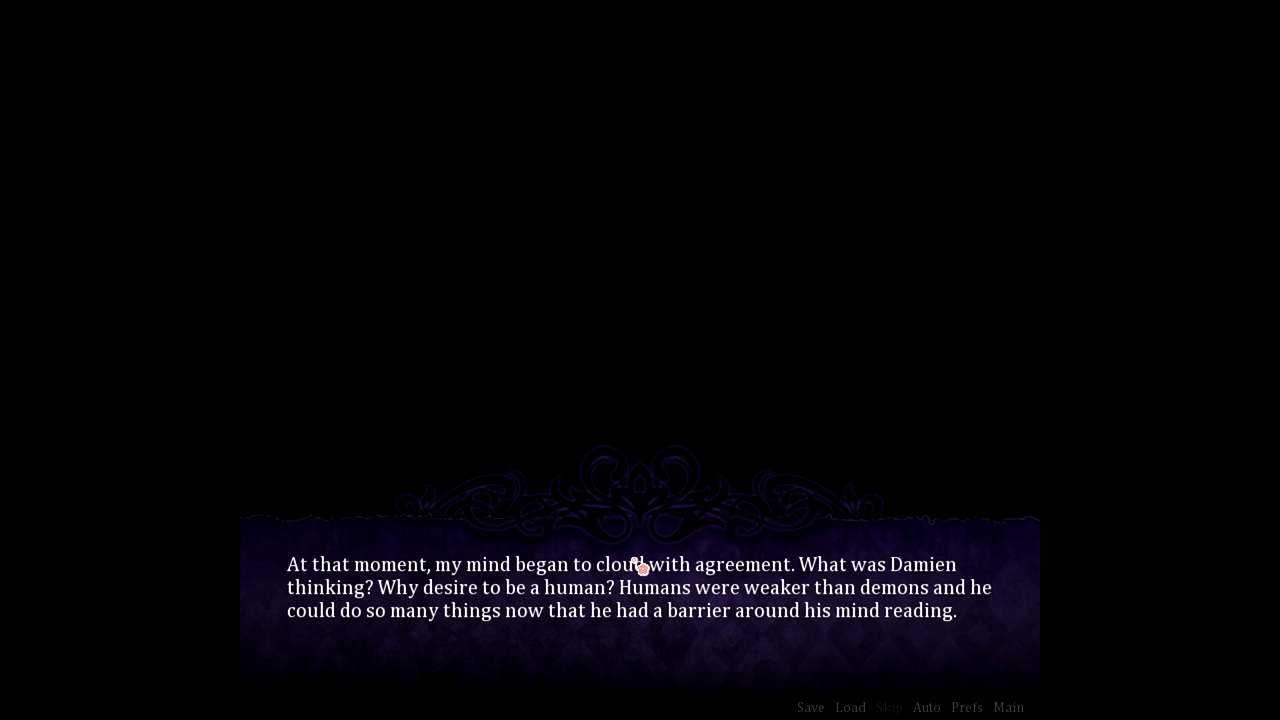 At that moment, my mind began to cloud with agreement. What was Damien
thinking? Why desire to be a human? Humans were weaker than demons and he
could do so many things now that he had a barrier around his mind reading.
Save Load Skip Auto Prefs Main